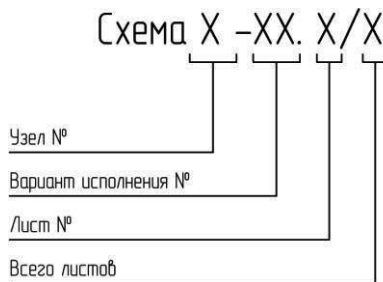 Схема X -XX. X/X
Узел №
Вариант исполнения №
Лист №
Всего листов